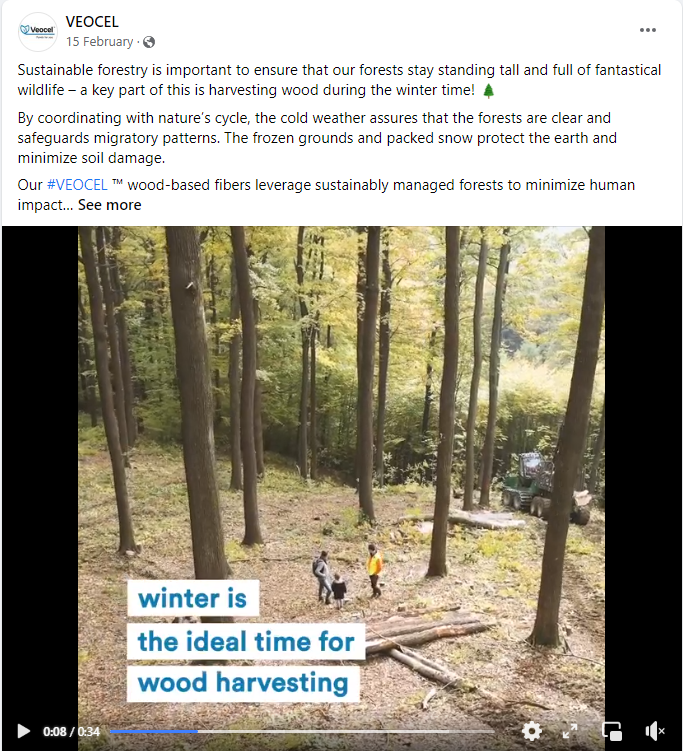 Veocel
VEOCEL
15 February ·
Sustainable forestry is important to ensure that our forests stay standing tall and full of fantastical
wildlife – a key part of this is harvesting wood during the winter time! 🌲
By coordinating with nature's cycle, the cold weather assures that the forests are clear and
safeguards migratory patterns. The frozen grounds and packed snow protect the earth and
minimize soil damage.
Our #VEOCEL ™ wood-based fibers leverage sustainably managed forests to minimize human
impact... See more
winter is
the ideal time for
wood harvesting
0:08 / 0:34